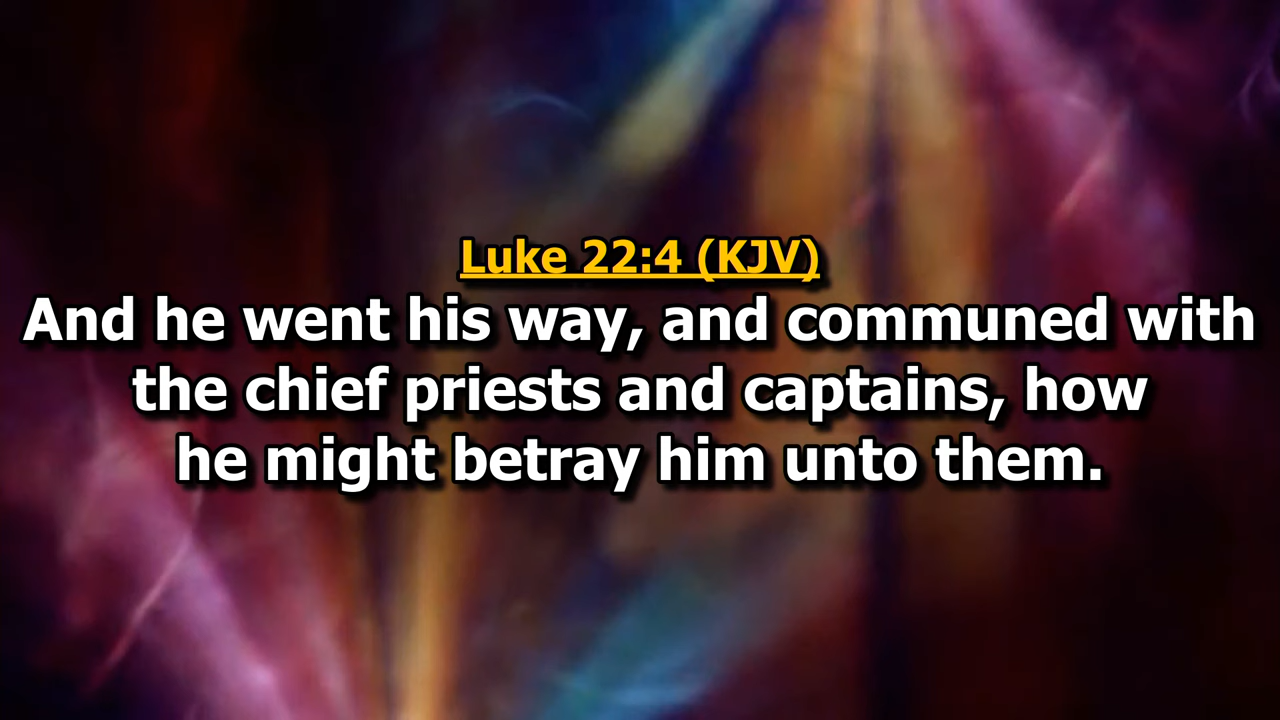 Luke 22:4 (KJV)
And he went his way, and communed with
the chief priests and captains, how
he might betray him unto them.